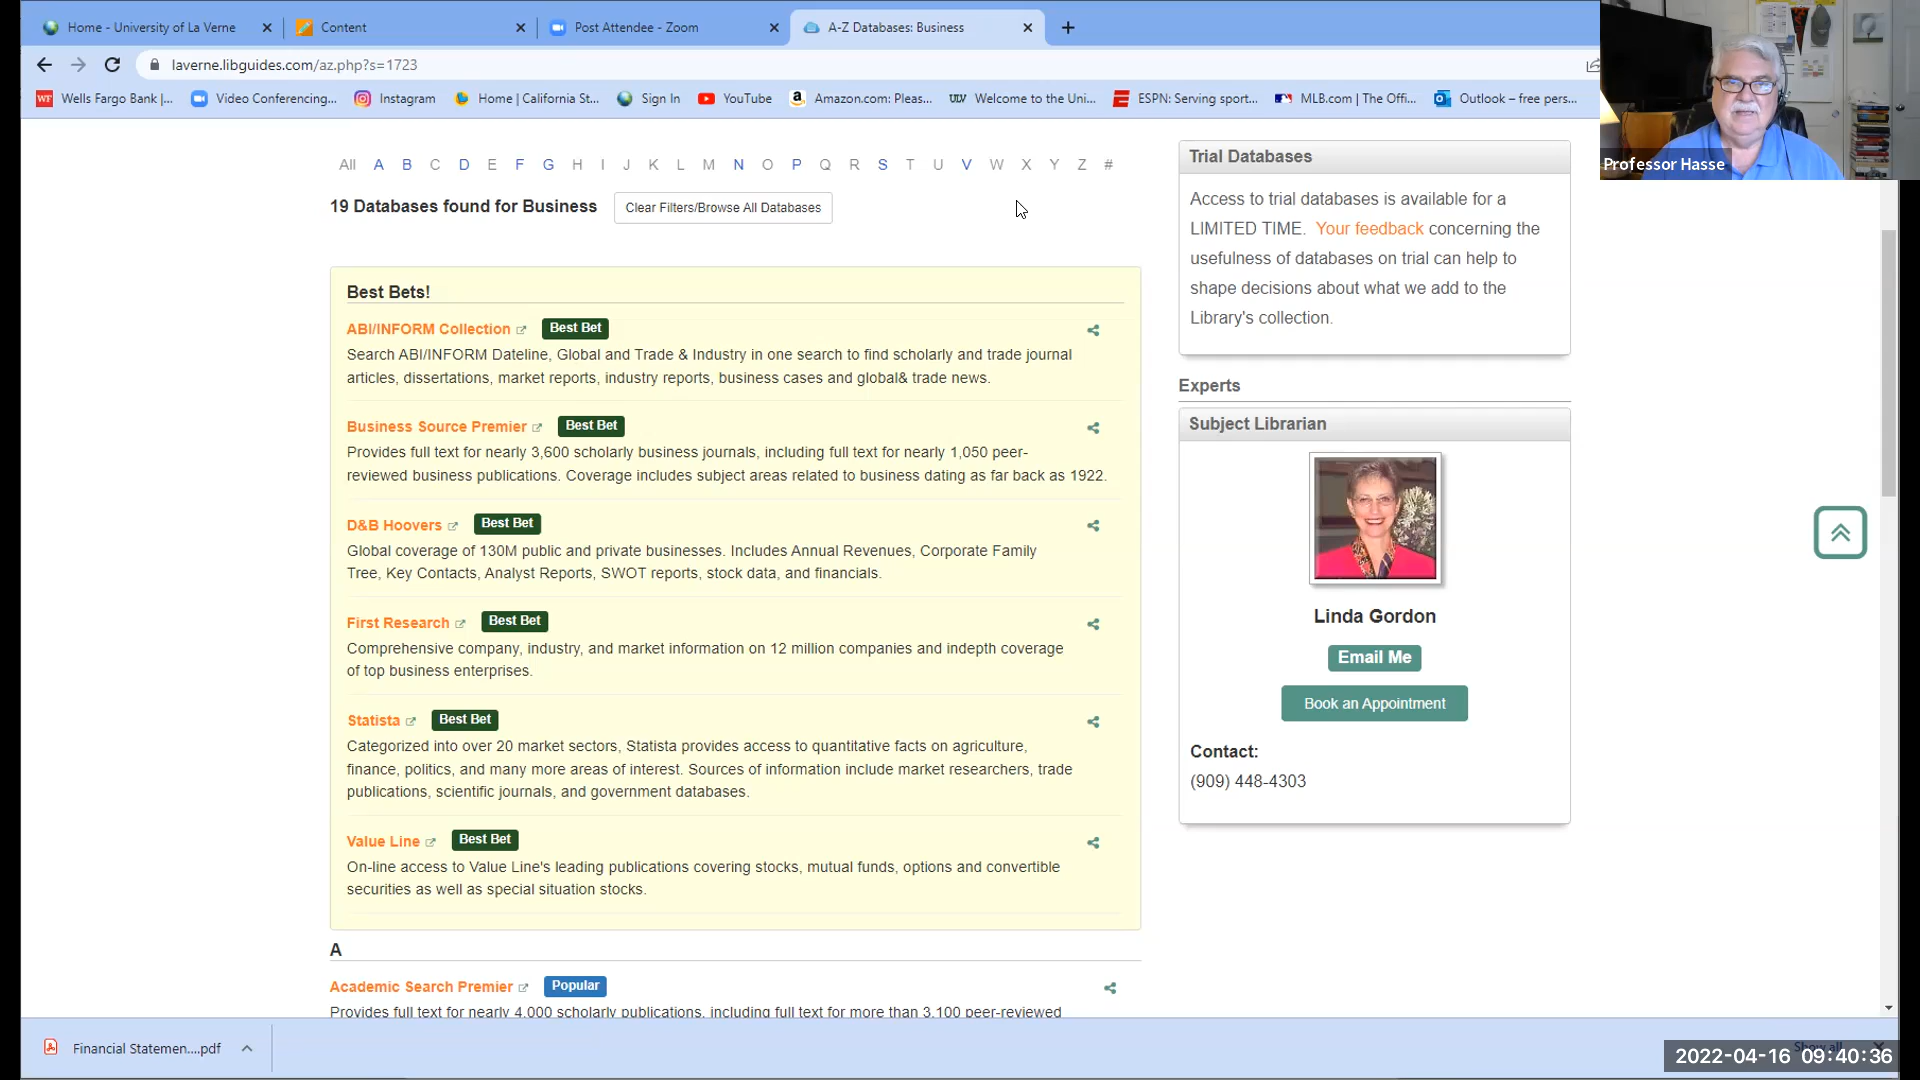 Home - University of La Verne
Content
Post Attendee - Zoom
A-Z Databases: Business
laverne.libguides.com/az.php?s=1723
WF Wells Fargo Bank |...
Video Conferencing...
Instagram
Home | California St...
Sign In
YouTube
Amazon.com: Pleas...
Welcome to the Uni...
ESPN: Serving sport...
MLB.com | The Offi...
Outlook – free pers...
Professor Hasse
All A B C D E F G H I J K L M N O P Q R S T U V W X Y Z #
19 Databases found for Business
Clear Filters/Browse All Databases
Best Bets!
ABI/INFORM Collection Best Bet
Search ABI/INFORM Dateline, Global and Trade & Industry in one search to find scholarly and trade journal
articles, dissertations, market reports, industry reports, business cases and global& trade news.
Business Source Premier Best Bet
Provides full text for nearly 3,600 scholarly business journals, including full text for nearly 1,050 peer-
reviewed business publications. Coverage includes subject areas related to business dating as far back as 1922.
D&B Hoovers Best Bet
Global coverage of 130M public and private businesses. Includes Annual Revenues, Corporate Family
Tree, Key Contacts, Analyst Reports, SWOT reports, stock data, and financials.
First Research Best Bet
Comprehensive company, industry, and market information on 12 million companies and indepth coverage
of top business enterprises.
Statista Best Bet
Categorized into over 20 market sectors, Statista provides access to quantitative facts on agriculture,
finance, politics, and many more areas of interest. Sources of information include market researchers, trade
publications, scientific journals, and government databases.
Value Line Best Bet
On-line access to Value Line's leading publications covering stocks, mutual funds, options and convertible
securities as well as special situation stocks.
A
Academic Search Premier Popular
Provides full text for nearly 4,000 scholarly publications, including full text for more than 3,100 peer-reviewed
Trial Databases
Access to trial databases is available for a
LIMITED TIME. Your feedback concerning the
usefulness of databases on trial can help to
shape decisions about what we add to the
Library's collection.
Experts
Subject Librarian
Linda Gordon
Email Me
Book an Appointment
Contact:
(909) 448-4303
Financial Statemen....pdf
Show all
2022-04-16 09:40:36